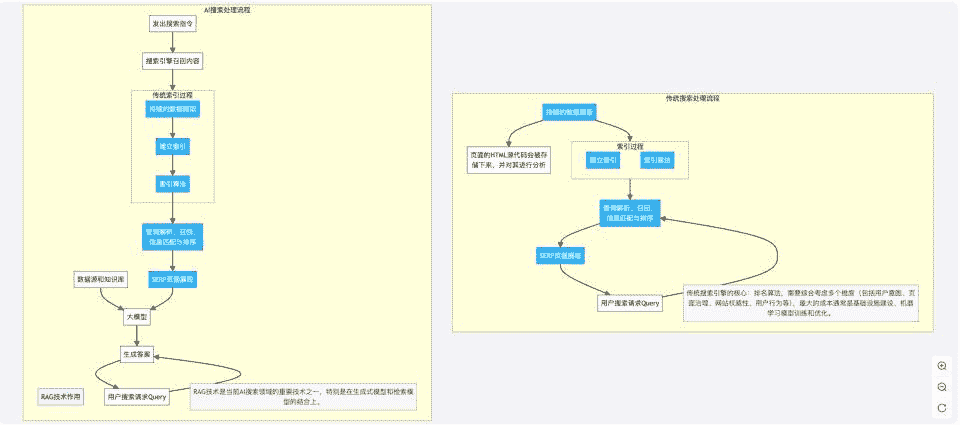 AI搜索处理流程
发出搜索指令
搜索引擎召回内容
传统索引过程
持续的数据抓取
建立索引
索引算法
查询解析、召回、
信息匹配与排序
SERP页面展现
数据源和知识库
大模型
生成答案
RAG技术作用
用户搜索请求Query
RAG技术是当前AI搜索领域的重要技术之一，特别是在生成式模型和检索模
型的结合上。
传统搜索处理流程
持续的数据抓取
页面的HTML源代码会被存
储下来，并对其进行分析
索引过程
建立索引
索引算法
查询解析、召回、
信息匹配与排序
SERP页面展现
用户搜索请求Query
传统搜索引擎的核心：排名算法，需要综合考虑多个维度（包括用户意图、页
面治理、网站权威性、用户行为等），最大的成本通常是基础设施建设、机器
学习模型训练和优化。